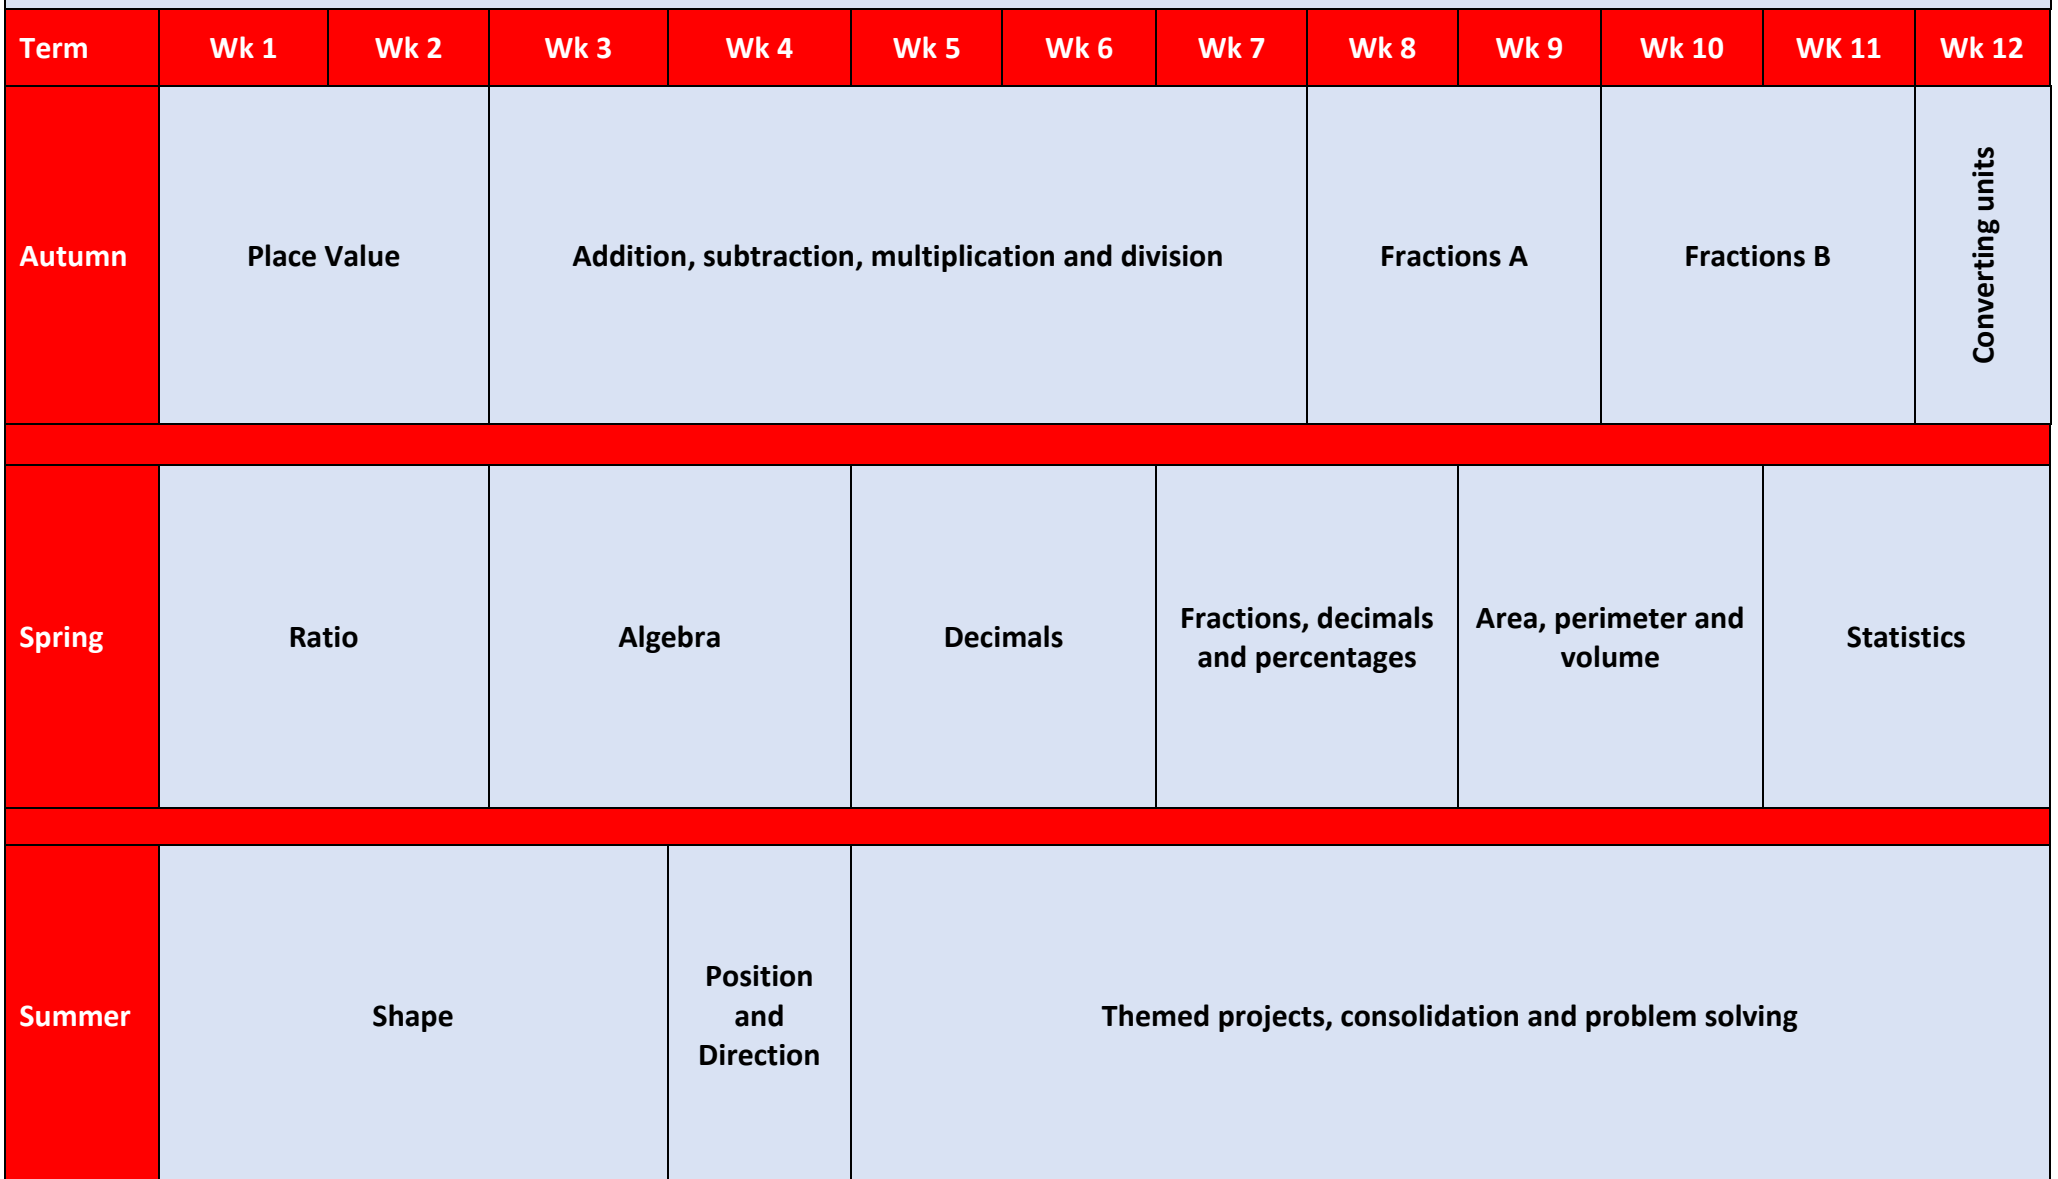 Term Wk 1 Wk 2 Wk 3 Wk 4 Wk 5 Wk 6 Wk 7 Wk 8 Wk 9 Wk 10 WK 11 Wk 12
Autumn
Place Value
Addition, subtraction, multiplication and division
Fractions A
Fractions B
Converting units
Spring
Ratio
Algebra
Decimals
Fractions, decimals
and percentages
Area, perimeter and
volume
Statistics
Summer
Shape
Position
and
Direction
Themed projects, consolidation and problem solving